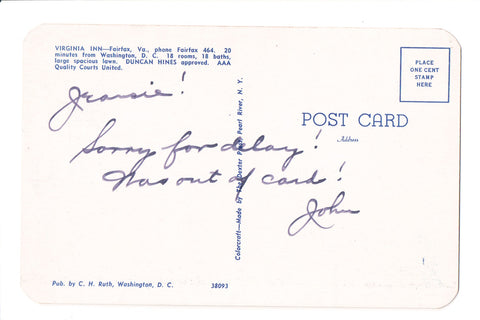 VIRGINIA INN—Fairfax, Va., phone Fairfax 464. 20
minutes from Washington, D. C. 18 rooms, 18 baths,
large spacious lawn. DUNCAN HINES approved. AAA
Quality Courts United.
PLACE
ONE CENT
STAMP
HERE
POST CARD
Address
Sorry for delay!
Was out of card!
John
Colorcraft—Made by The Dexter Press, Pearl River, N. Y.
Pub. by C. H. Ruth, Washington, D. C. 38093